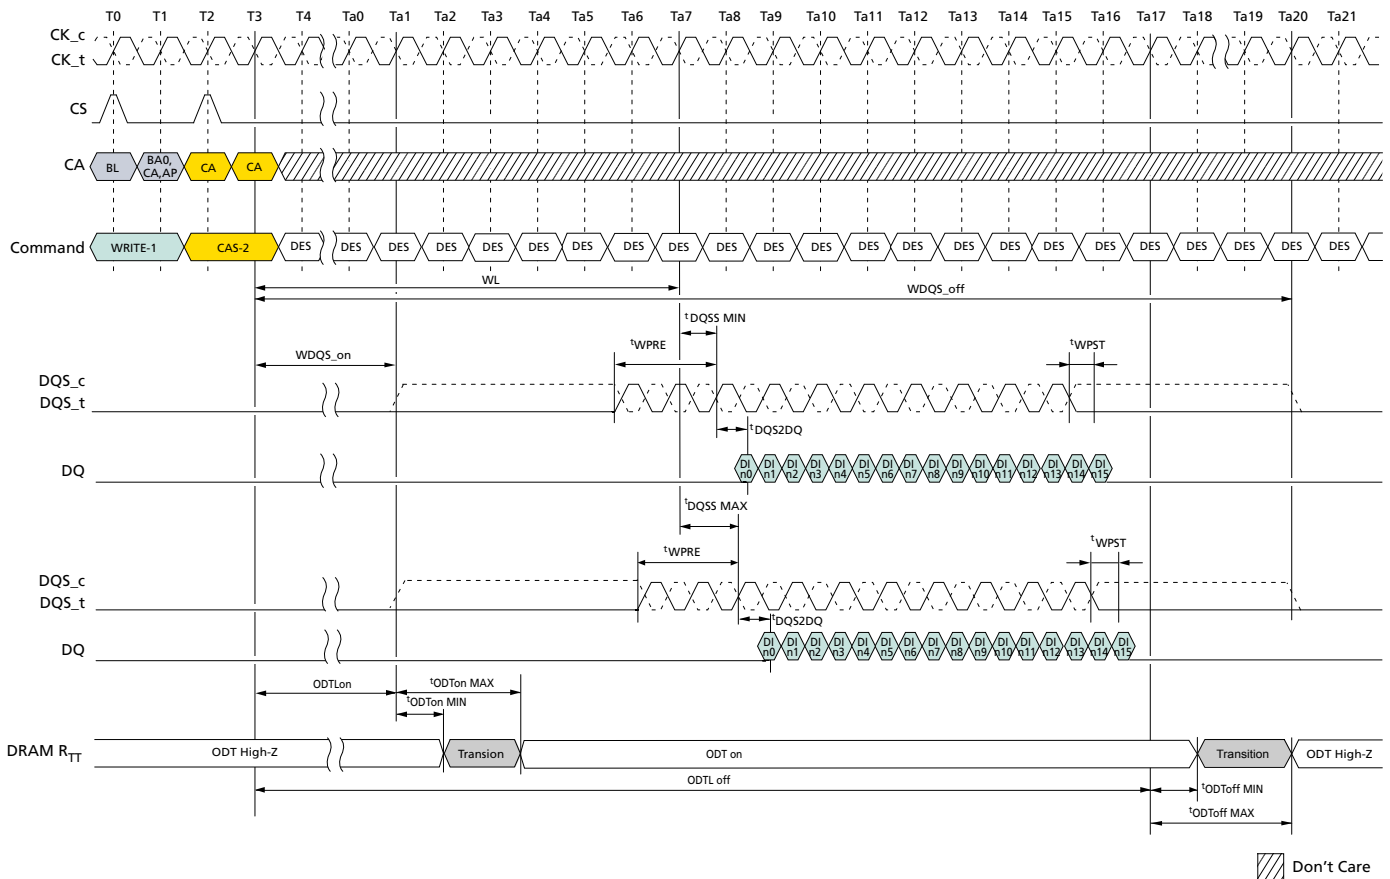 T0 T1 T2 T3 T4 Ta0 Ta1 Ta2 Ta3 Ta4 Ta5 Ta6 Ta7 Ta8 Ta9 Ta10 Ta11 Ta12 Ta13 Ta14 Ta15 Ta16 Ta17 Ta18 Ta19 Ta20 Ta21
CK_c
CK_t
CS
CA BL BA0, CA,AP CA CA
Command WRITE-1 CAS-2 DES DES DES DES DES DES DES DES DES DES DES DES DES DES DES DES DES DES DES DES DES DES DES
WL
WDQS_off
tDQSS MIN
tWPRE tWPST
WDQS_on
DQS_c
DQS_t
tDQS2DQ
DQ DI n0 DI n1 DI n2 DI n3 DI n4 DI n5 DI n6 DI n7 DI n8 DI n9 DI n10 DI n11 DI n12 DI n13 DI n14 DI n15
tDQSS MAX
tWPRE tWPST
DQS_c
DQS_t
tDQS2DQ
DQ DI n0 DI n1 DI n2 DI n3 DI n4 DI n5 DI n6 DI n7 DI n8 DI n9 DI n10 DI n11 DI n12 DI n13 DI n14 DI n15
ODTLon tODTon MAX
tODTon MIN
DRAM RTT ODT High-Z Transion ODT on Transition ODT High-Z
ODTL off tODToff MIN
tODToff MAX
Don't Care